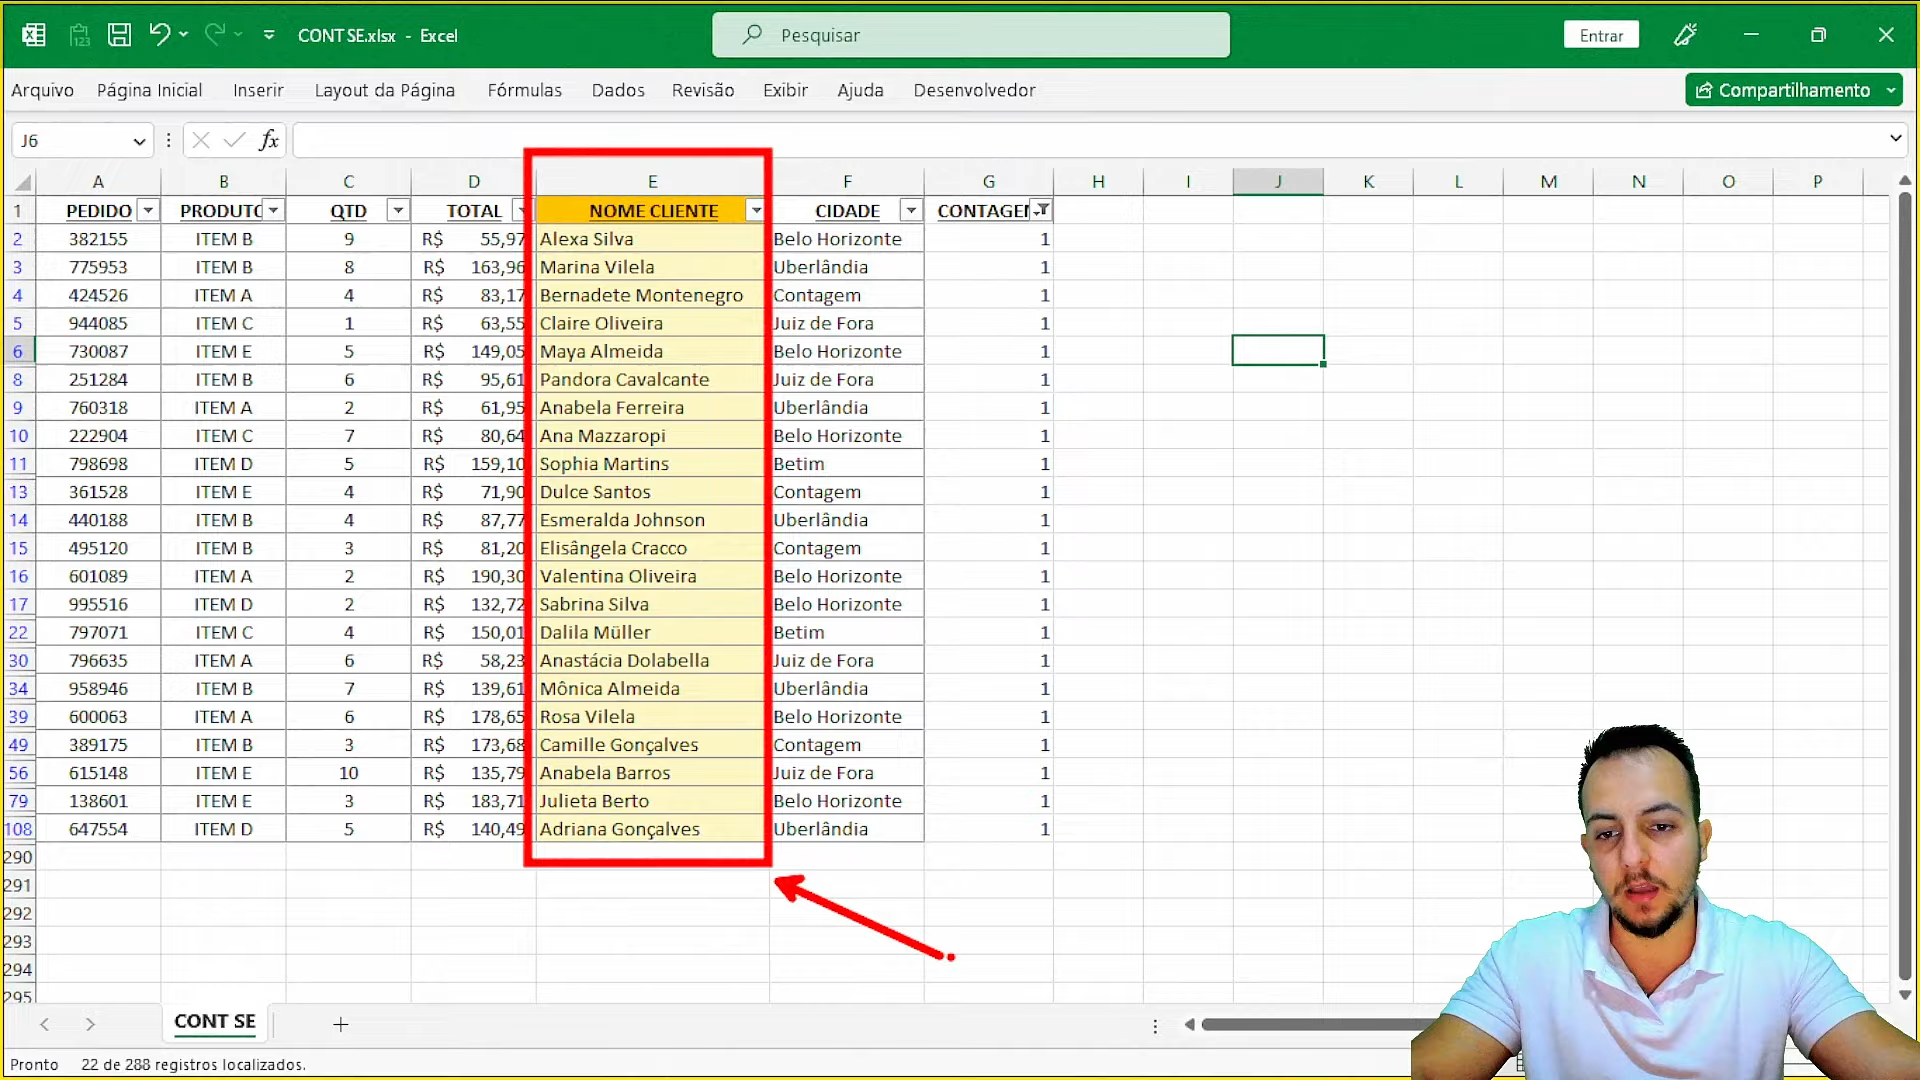 CONT SE.xlsx - Excel
Pesquisar
Entrar
Arquivo Página Inicial Inserir Layout da Página Fórmulas Dados Revisão Exibir Ajuda Desenvolvedor
Compartilhamento
J6
fx
A B C D E F G H I J K L M N O P
1 PEDIDO PRODUTO QTD TOTAL NOME CLIENTE CIDADE CONTAGEM
2 382155 ITEM B 9 R$ 55,97 Alexa Silva Belo Horizonte 1
3 775953 ITEM B 8 R$ 163,96 Marina Vilela Uberlândia 1
4 424526 ITEM A 4 R$ 83,17 Bernadete Montenegro Contagem 1
5 944085 ITEM C 1 R$ 63,55 Claire Oliveira Juiz de Fora 1
6 730087 ITEM E 5 R$ 149,05 Maya Almeida Belo Horizonte 1
8 251284 ITEM B 6 R$ 95,61 Pandora Cavalcante Juiz de Fora 1
9 760318 ITEM A 2 R$ 61,95 Anabela Ferreira Uberlândia 1
10 222904 ITEM C 7 R$ 80,64 Ana Mazzaropi Belo Horizonte 1
11 798698 ITEM D 5 R$ 159,10 Sophia Martins Betim 1
13 361528 ITEM E 4 R$ 71,90 Dulce Santos Contagem 1
14 440188 ITEM B 4 R$ 87,77 Esmeralda Johnson Uberlândia 1
15 495120 ITEM B 3 R$ 81,20 Elisângela Cracco Contagem 1
16 601089 ITEM A 2 R$ 190,30 Valentina Oliveira Belo Horizonte 1
17 995516 ITEM D 2 R$ 132,72 Sabrina Silva Belo Horizonte 1
22 797071 ITEM C 4 R$ 150,01 Dalila Müller Betim 1
30 796635 ITEM A 6 R$ 58,23 Anastácia Dolabella Juiz de Fora 1
34 958946 ITEM B 7 R$ 139,61 Mônica Almeida Uberlândia 1
39 600063 ITEM A 6 R$ 178,65 Rosa Vilela Belo Horizonte 1
49 389175 ITEM B 3 R$ 173,68 Camille Gonçalves Contagem 1
56 615148 ITEM E 10 R$ 135,79 Anabela Barros Juiz de Fora 1
79 138601 ITEM E 3 R$ 183,71 Julieta Berto Belo Horizonte 1
108 647554 ITEM D 5 R$ 140,49 Adriana Gonçalves Uberlândia 1
290
291
292
293
294
295
CONT SE
Pronto 22 de 288 registros localizados.